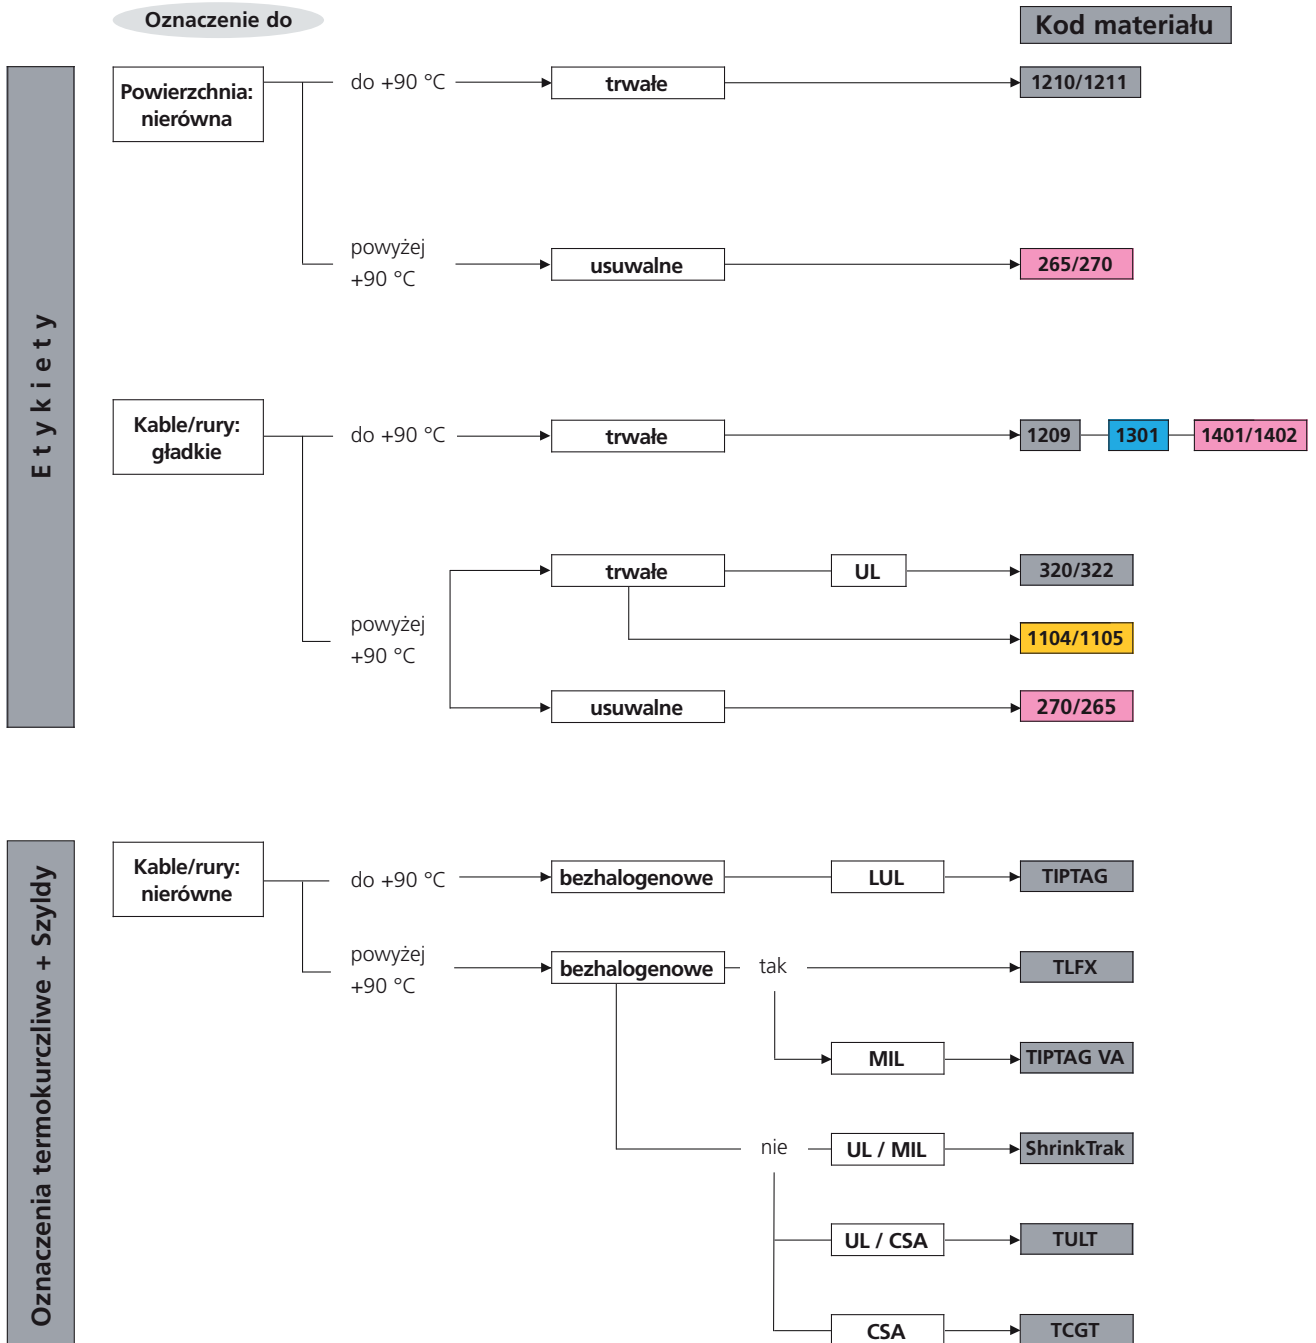 Oznaczenie do
Kod materiału
Etykiety
Powierzchnia:
nierówna
do +90 °C
trwałe
1210/1211
powyżej
+90 °C
usuwalne
265/270
Kable/rury:
gładkie
do +90 °C
trwałe
1209
1301
1401/1402
powyżej
+90 °C
trwałe
UL
320/322
1104/1105
usuwalne
270/265
Oznaczenia termokurczliwe + Szyldy
Kable/rury:
nierówne
do +90 °C
bezhalogenowe
LUL
TIPTAG
powyżej
+90 °C
bezhalogenowe
tak
TLFX
MIL
TIPTAG VA
nie
UL / MIL
ShrinkTrak
UL / CSA
TULT
CSA
TCGT